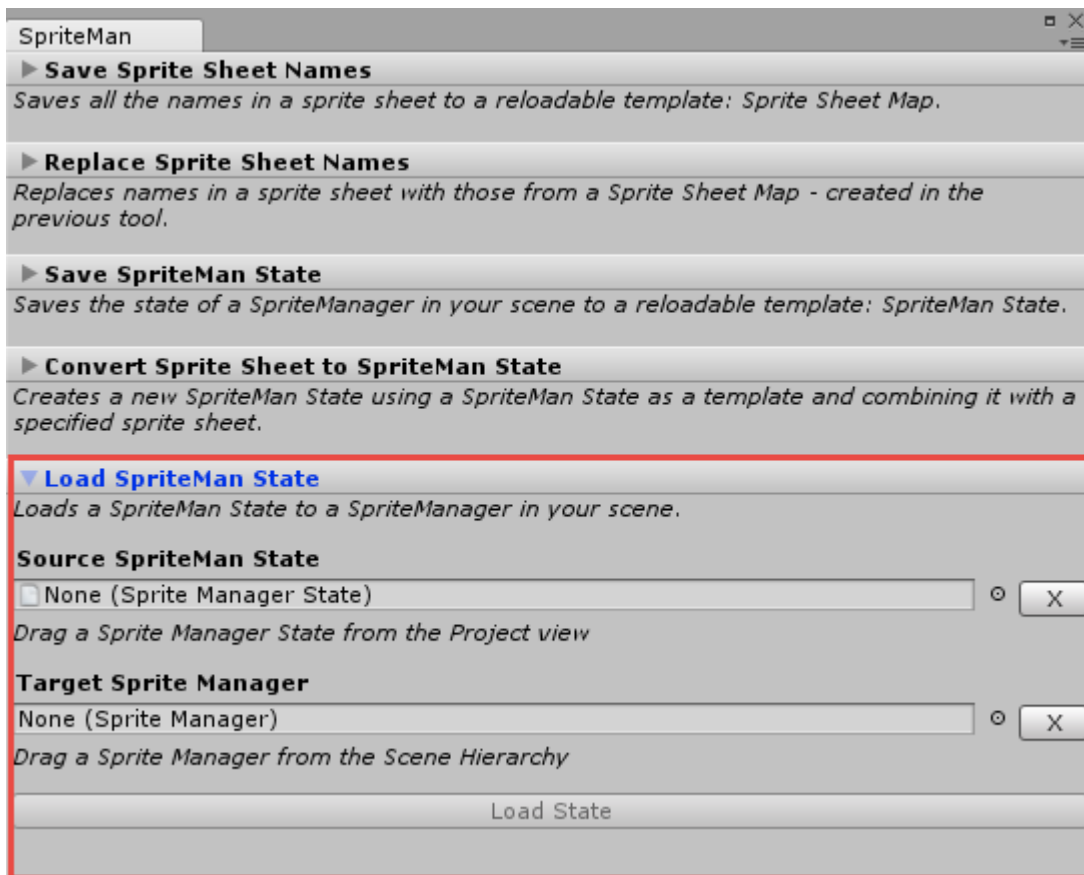 SpriteMan
Save Sprite Sheet Names
Saves all the names in a sprite sheet to a reloadable template: Sprite Sheet Map.
Replace Sprite Sheet Names
Replaces names in a sprite sheet with those from a Sprite Sheet Map - created in the
previous tool.
Save SpriteMan State
Saves the state of a SpriteManager in your scene to a reloadable template: SpriteMan State.
Convert Sprite Sheet to SpriteMan State
Creates a new SpriteMan State using a SpriteMan State as a template and combining it with a
specified sprite sheet.
Load SpriteMan State
Loads a SpriteMan State to a SpriteManager in your scene.
Source SpriteMan State
None (Sprite Manager State) X
Drag a Sprite Manager State from the Project view
Target Sprite Manager
None (Sprite Manager) X
Drag a Sprite Manager from the Scene Hierarchy
Load State